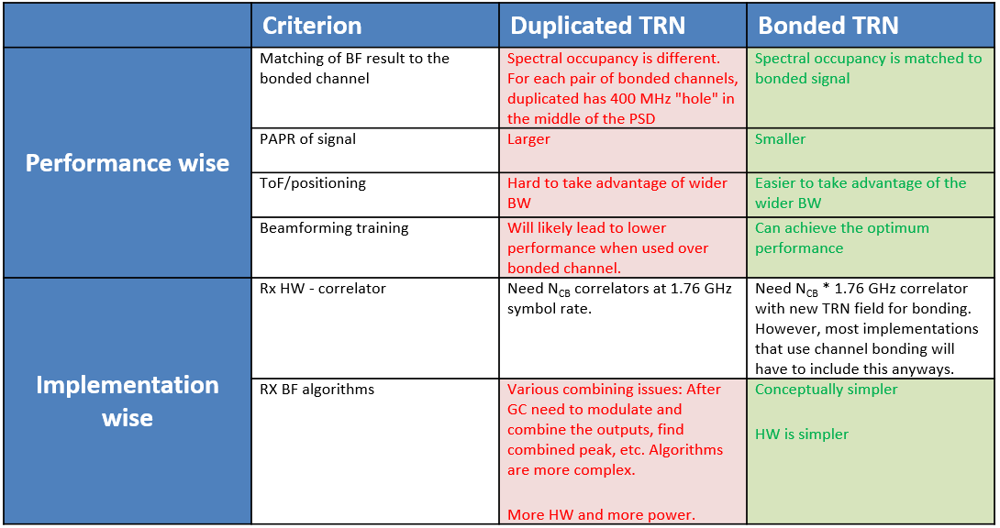 Criterion
Duplicated TRN
Bonded TRN
Performance wise
Matching of BF result to the
bonded channel
Spectral occupancy is different.
For each pair of bonded channels,
duplicated has 400 MHz "hole" in
the middle of the PSD
Spectral occupancy is matched to
bonded signal
PAPR of signal
Larger
Smaller
ToF/positioning
Hard to take advantage of wider
BW
Easier to take advantage of the
wider BW
Beamforming training
Will likely lead to lower
performance when used over
bonded channel.
Can achieve the optimum
performance
Implementation
wise
Rx HW - correlator
Need NCB correlators at 1.76 GHz
symbol rate.
Need NCB * 1.76 GHz correlator
with new TRN field for bonding.
However, most implementations
that use channel bonding will
have to include this anyways.
RX BF algorithms
Various combining issues: After
GC need to modulate and
combine the outputs, find
combined peak, etc. Algorithms
are more complex.
More HW and more power.
Conceptually simpler
HW is simpler